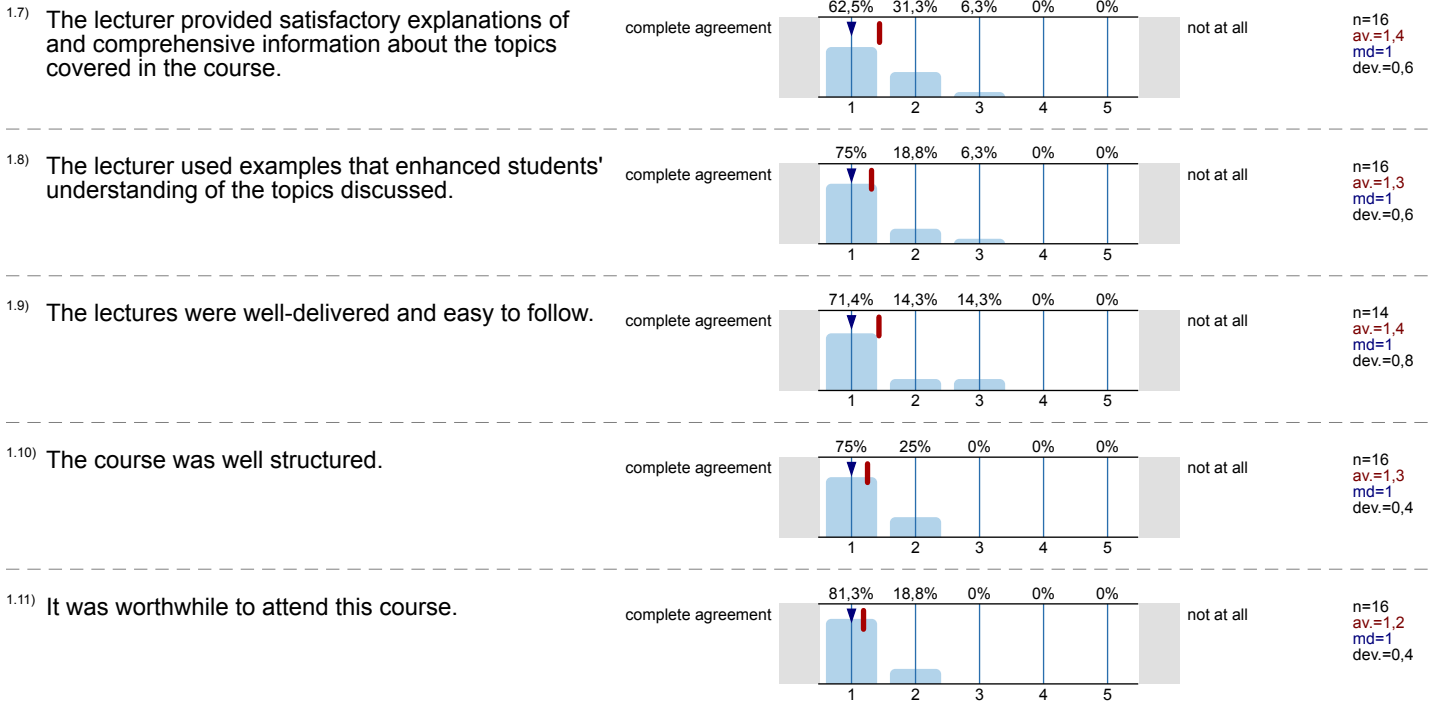 1.7) The lecturer provided satisfactory explanations of
and comprehensive information about the topics
covered in the course.
complete agreement
62,5% 31,3% 6,3% 0% 0%
1 2 3 4 5
not at all
n=16
av.=1,4
md=1
dev.=0,6
1.8) The lecturer used examples that enhanced students'
understanding of the topics discussed.
complete agreement
75% 18,8% 6,3% 0% 0%
1 2 3 4 5
not at all
n=16
av.=1,3
md=1
dev.=0,6
1.9) The lectures were well-delivered and easy to follow.
complete agreement
71,4% 14,3% 14,3% 0% 0%
1 2 3 4 5
not at all
n=14
av.=1,4
md=1
dev.=0,8
1.10) The course was well structured.
complete agreement
75% 25% 0% 0% 0%
1 2 3 4 5
not at all
n=16
av.=1,3
md=1
dev.=0,4
1.11) It was worthwhile to attend this course.
complete agreement
81,3% 18,8% 0% 0% 0%
1 2 3 4 5
not at all
n=16
av.=1,2
md=1
dev.=0,4